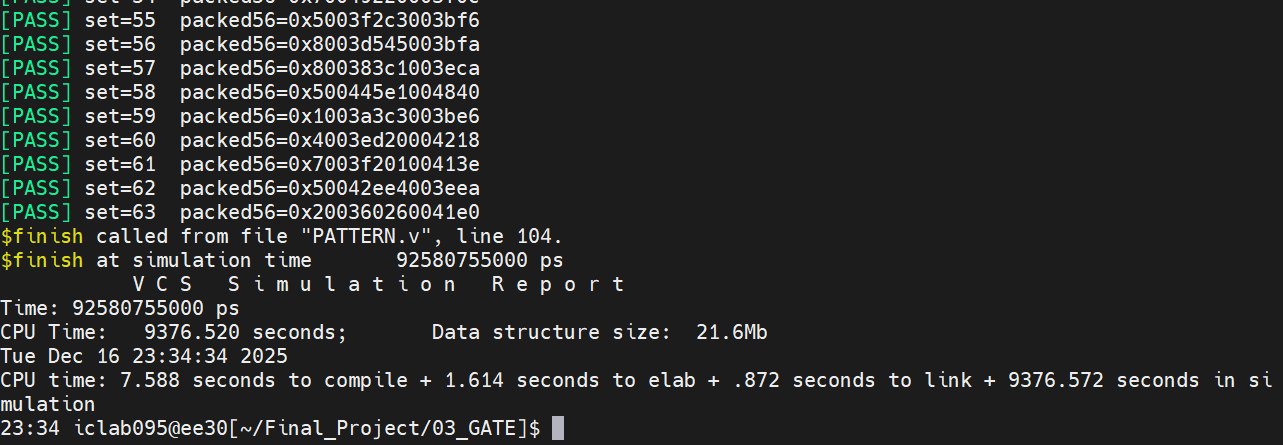 [PASS] set=55  packed56=0x5003f2c3003bf6
[PASS] set=56  packed56=0x8003d545003bfa
[PASS] set=57  packed56=0x800383c1003eca
[PASS] set=58  packed56=0x500445e1004840
[PASS] set=59  packed56=0x1003a3c3003be6
[PASS] set=60  packed56=0x4003ed20004218
[PASS] set=61  packed56=0x7003f20100413e
[PASS] set=62  packed56=0x50042ee4003eea
[PASS] set=63  packed56=0x200360260041e0
$finish called from file "PATTERN.v", line 104.
$finish at simulation time       92580755000 ps
           V C S   S i m u l a t i o n   R e p o r t
Time: 92580755000 ps
CPU Time:   9376.520 seconds;       Data structure size:  21.6Mb
Tue Dec 16 23:34:34 2025
CPU time: 7.588 seconds to compile + 1.614 seconds to elab + .872 seconds to link + 9376.572 seconds in si
mulation
23:34 iclab095@ee30[~/Final_Project/03_GATE]$